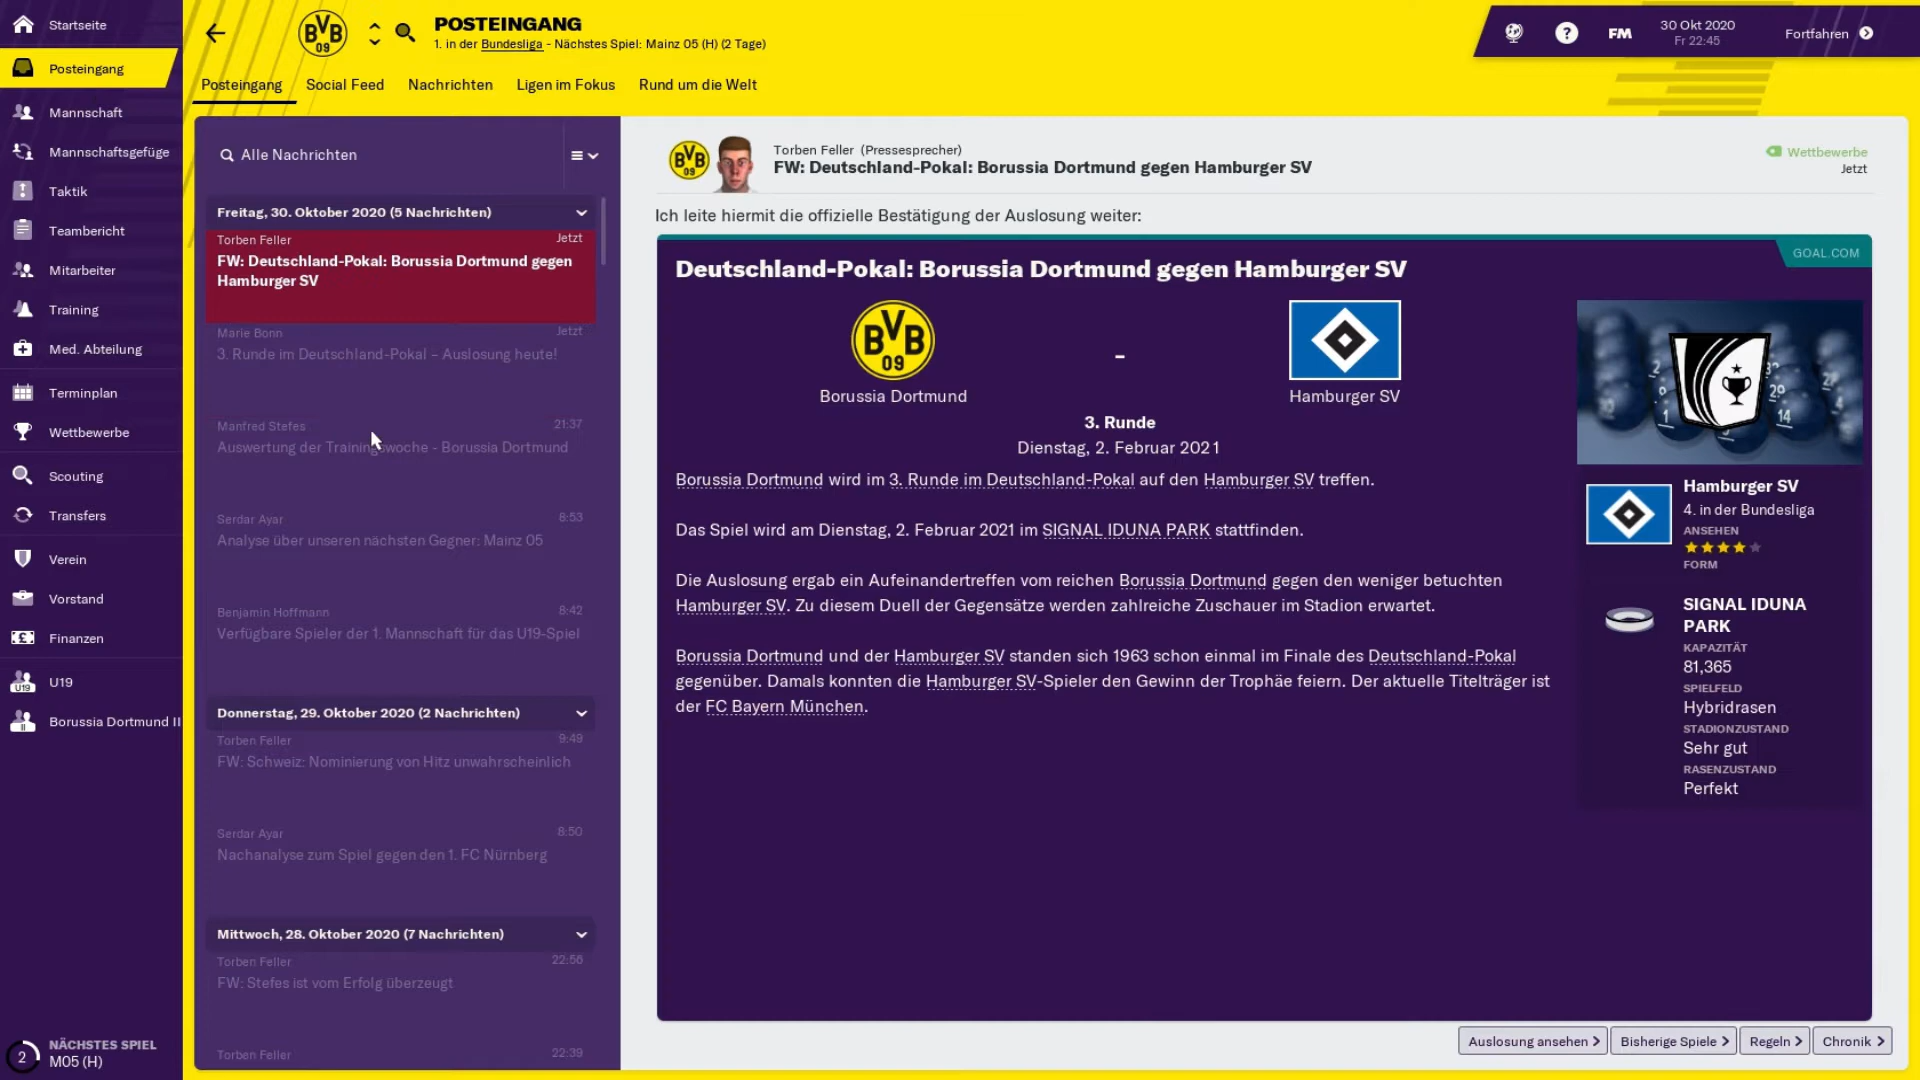 Startseite
Posteingang
Mannschaft
Mannschaftsgefüge
Taktik
Teambericht
Mitarbeiter
Training
Med. Abteilung
Terminplan
Wettbewerbe
Scouting
Transfers
Verein
Vorstand
Finanzen
U19
U19
II
Borussia Dortmund II
2
NÄCHSTES SPIEL
M05 (H)
BVB
09
POSTEINGANG
1. in der Bundesliga - Nächstes Spiel: Mainz 05 (H) (2 Tage)
?
FM
30 Okt 2020
Fr 22:45
Fortfahren
Posteingang
Social Feed
Nachrichten
Ligen im Fokus
Rund um die Welt
Alle Nachrichten
Freitag, 30. Oktober 2020 (5 Nachrichten)
Torben Feller
Jetzt
FW: Deutschland-Pokal: Borussia Dortmund gegen
Hamburger SV
Marie Bonn
Jetzt
3. Runde im Deutschland-Pokal – Auslosung heute!
Manfred Stefes
21:37
Auswertung der Trainingswoche - Borussia Dortmund
Serdar Ayar
8:53
Analyse über unseren nächsten Gegner: Mainz 05
Benjamin Hoffmann
8:42
Verfügbare Spieler der 1. Mannschaft für das U19-Spiel
Donnerstag, 29. Oktober 2020 (2 Nachrichten)
Torben Feller
9:49
FW: Schweiz: Nominierung von Hitz unwahrscheinlich
Serdar Ayar
8:50
Nachanalyse zum Spiel gegen den 1. FC Nürnberg
Mittwoch, 28. Oktober 2020 (7 Nachrichten)
Torben Feller
22:56
FW: Stefes ist vom Erfolg überzeugt
Torben Feller
22:39
BVB
09
Torben Feller (Pressesprecher)
FW: Deutschland-Pokal: Borussia Dortmund gegen Hamburger SV
Wettbewerbe
Jetzt
Ich leite hiermit die offizielle Bestätigung der Auslosung weiter:
GOAL.COM
Deutschland-Pokal: Borussia Dortmund gegen Hamburger SV
BVB
09
-
Borussia Dortmund
Hamburger SV
3. Runde
Dienstag, 2. Februar 2021
Borussia Dortmund wird im 3. Runde im Deutschland-Pokal auf den Hamburger SV treffen.
Das Spiel wird am Dienstag, 2. Februar 2021 im SIGNAL IDUNA PARK stattfinden.
Die Auslosung ergab ein Aufeinandertreffen vom reichen Borussia Dortmund gegen den weniger betuchten
Hamburger SV. Zu diesem Duell der Gegensätze werden zahlreiche Zuschauer im Stadion erwartet.
Borussia Dortmund und der Hamburger SV standen sich 1963 schon einmal im Finale des Deutschland-Pokal
gegenüber. Damals konnten die Hamburger SV-Spieler den Gewinn der Trophäe feiern. Der aktuelle Titelträger ist
der FC Bayern München.
Hamburger SV
4. in der Bundesliga
ANSEHEN
FORM
SIGNAL IDUNA
PARK
KAPAZITÄT
81,365
SPIELFELD
Hybridrasen
STADIONZUSTAND
Sehr gut
RASENZUSTAND
Perfekt
Auslosung ansehen
Bisherige Spiele
Regeln
Chronik